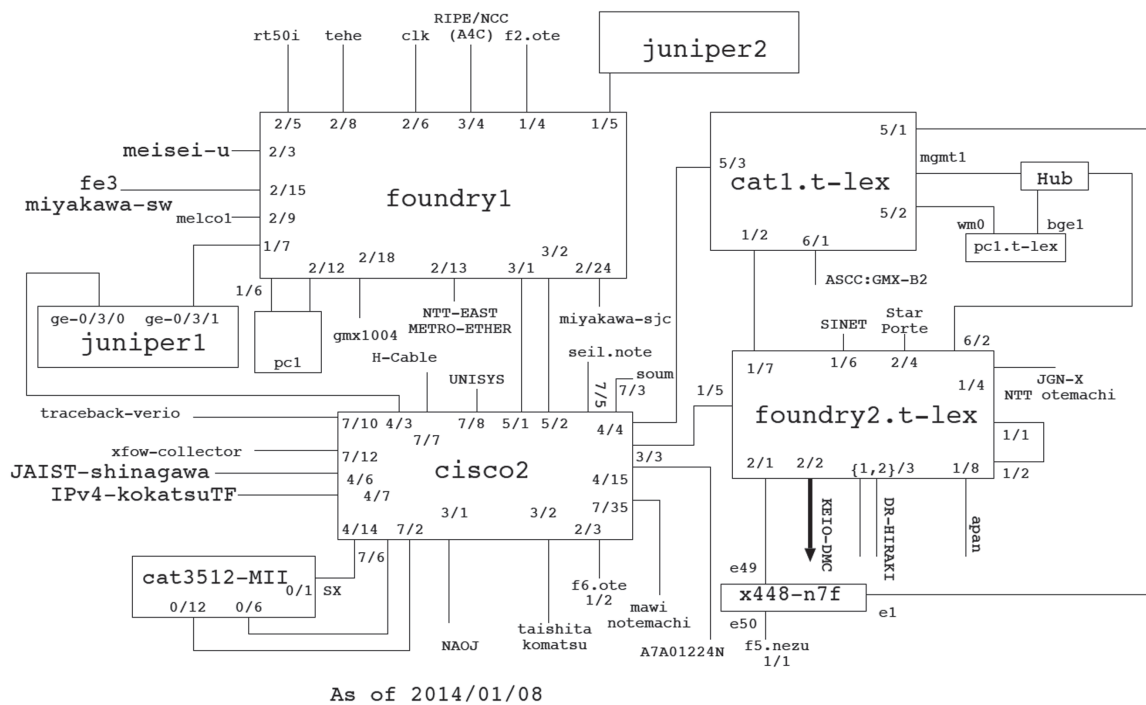 RIPE/NCC
rt50i
tehe
clk
(A4C)
f2.ote
juniper2
2/5
2/8
2/6
3/4
1/4
1/5
meisei-u
2/3
fe3
2/15
miyakawa-sw
melco1
2/9
foundry1
1/7
2/12
2/18
2/13
3/1
3/2
2/24
5/1
mgmt1
5/3
cat1.t-lex
Hub
5/2
wm0
bge1
1/2
6/1
pc1.t-lex
ASCC:GMX-B2
1/6
ge-0/3/0
ge-0/3/1
juniper1
pc1
gmx1004
NTT-EAST
METRO-ETHER
miyakawa-sjc
H-Cable
UNISYS
seil.note
soum
7/5
7/3
SINET
Star
Porte
6/2
1/7
1/6
2/4
1/4
JGN-X
NTT otemachi
1/5
foundry2.t-lex
1/1
1/2
2/1
2/2
{1,2}/3
1/8
KEIO-DMC
DR-HIRAKI
apan
traceback-verio
7/10
4/3
7/7
7/8
5/1
5/2
4/4
xfow-collector
7/12
cisco2
3/3
JAIST-shinagawa
4/6
4/15
IPv4-kokatsuTF
4/7
7/35
3/1
3/2
4/14
7/2
2/3
7/6
cat3512-MII
0/1
SX
0/12
0/6
f6.ote
1/2
mawi
notemachi
NAOJ
taishita
komatsu
A7A01224N
e49
x448-n7f
e1
e50
f5.nezu
1/1
As of 2014/01/08